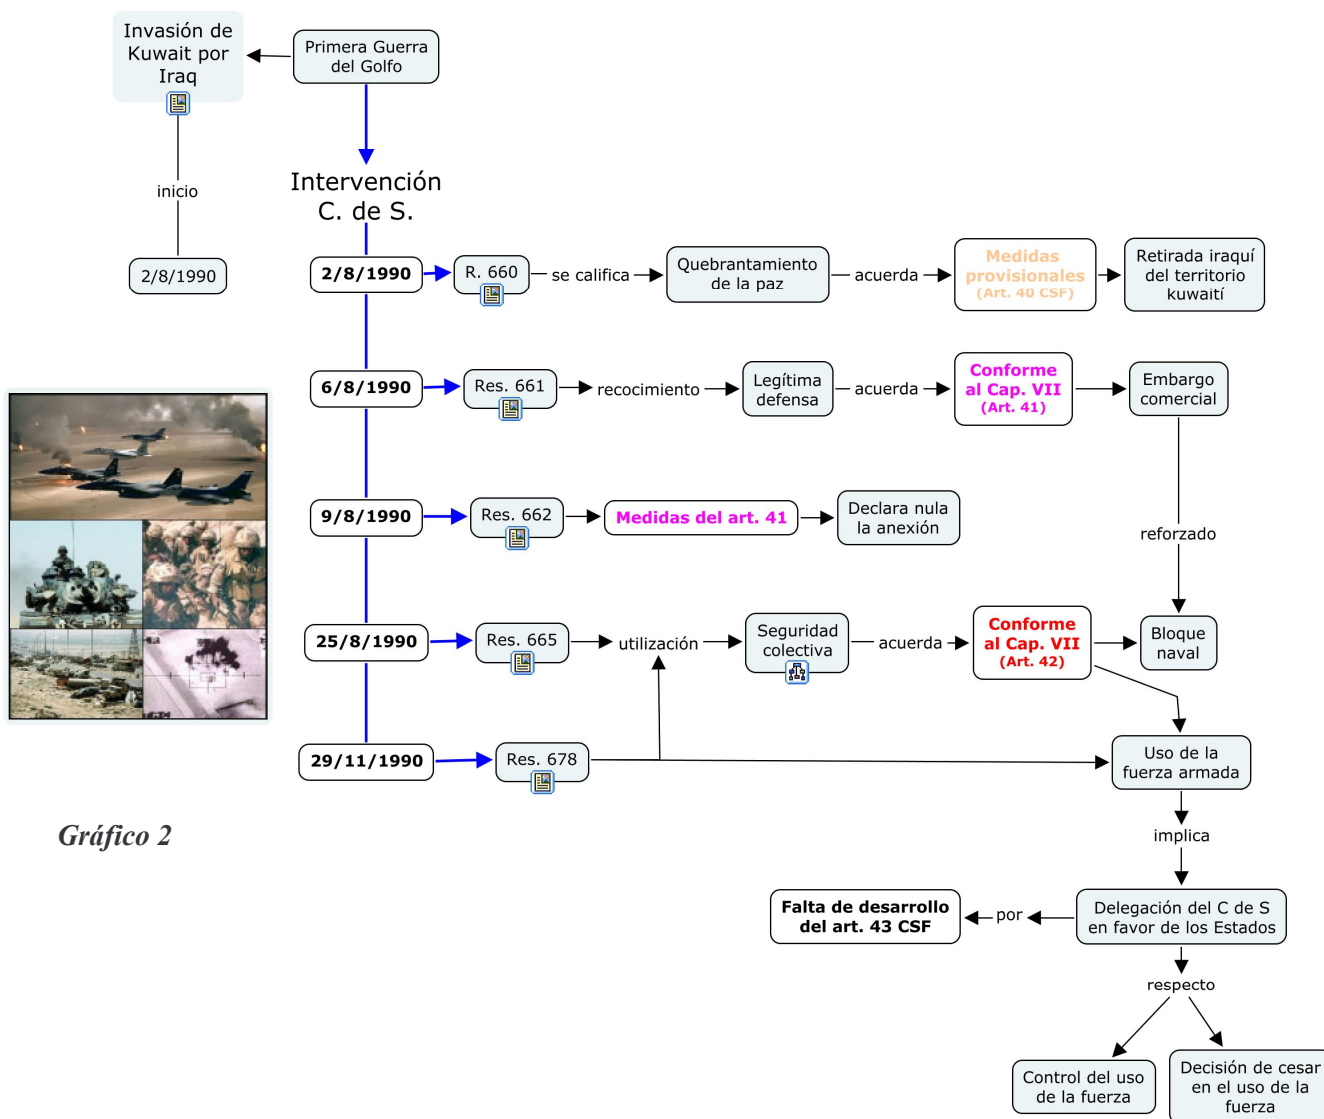 Invasión de
Kuwait por
Iraq
Primera Guerra
del Golfo
inicio
2/8/1990
Intervención
C. de S.
2/8/1990
R. 660
se califica
Quebrantamiento
de la paz
acuerda
Medidas
provisionales
(Art. 40 CSF)
Retirada iraquí
del territorio
kuwaití
6/8/1990
Res. 661
recocimiento
Legítima
defensa
acuerda
Conforme
al Cap. VII
(Art. 41)
Embargo
comercial
9/8/1990
Res. 662
Medidas del art. 41
Declara nula
la anexión
reforzado
25/8/1990
Res. 665
utilización
Seguridad
colectiva
acuerda
Conforme
al Cap. VII
(Art. 42)
Bloque
naval
29/11/1990
Res. 678
Uso de la
fuerza armada
Gráfico 2
implica
Falta de desarrollo
del art. 43 CSF
por
Delegación del C de S
en favor de los Estados
respecto
Control del uso
de la fuerza
Decisión de cesar
en el uso de la
fuerza